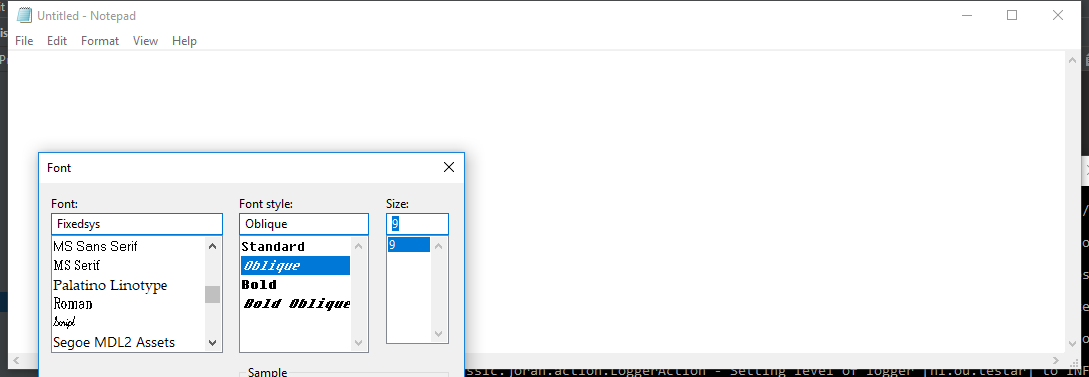 Untitled - Notepad
File Edit Format View Help
Font
Font: Font style: Size:
Fixedsys Oblique 9
MS Sans Serif Standard 9
MS Serif Oblique
Palatino Linotype Bold
Roman Bold Oblique
Script
Segoe MDL2 Assets
Sample
ssic.joran.action.LoggerAction - Setting level of logger [nl.ou.testar] to INF